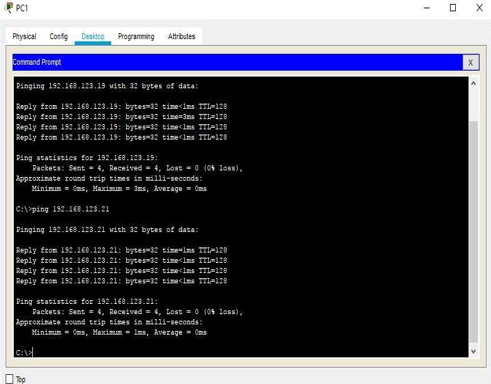 PC1
Physical Config Desktop Programming Attributes
Command Prompt
X
Pinging 192.168.123.19 with 32 bytes of data:
Reply from 192.168.123.19: bytes=32 time<1ms TTL=128
Reply from 192.168.123.19: bytes=32 time=3ms TTL=128
Reply from 192.168.123.19: bytes=32 time<1ms TTL=128
Reply from 192.168.123.19: bytes=32 time<1ms TTL=128
Ping statistics for 192.168.123.19:
Packets: Sent = 4, Received = 4, Lost = 0 (0% loss),
Approximate round trip times in milli-seconds:
Minimum = 0ms, Maximum = 3ms, Average = 0ms
C:\>ping 192.168.123.21
Pinging 192.168.123.21 with 32 bytes of data:
Reply from 192.168.123.21: bytes=32 time=1ms TTL=128
Reply from 192.168.123.21: bytes=32 time<1ms TTL=128
Reply from 192.168.123.21: bytes=32 time<1ms TTL=128
Reply from 192.168.123.21: bytes=32 time<1ms TTL=128
Ping statistics for 192.168.123.21:
Packets: Sent = 4, Received = 4, Lost = 0 (0% loss),
Approximate round trip times in milli-seconds:
Minimum = 0ms, Maximum = 1ms, Average = 0ms
C:\>
Top